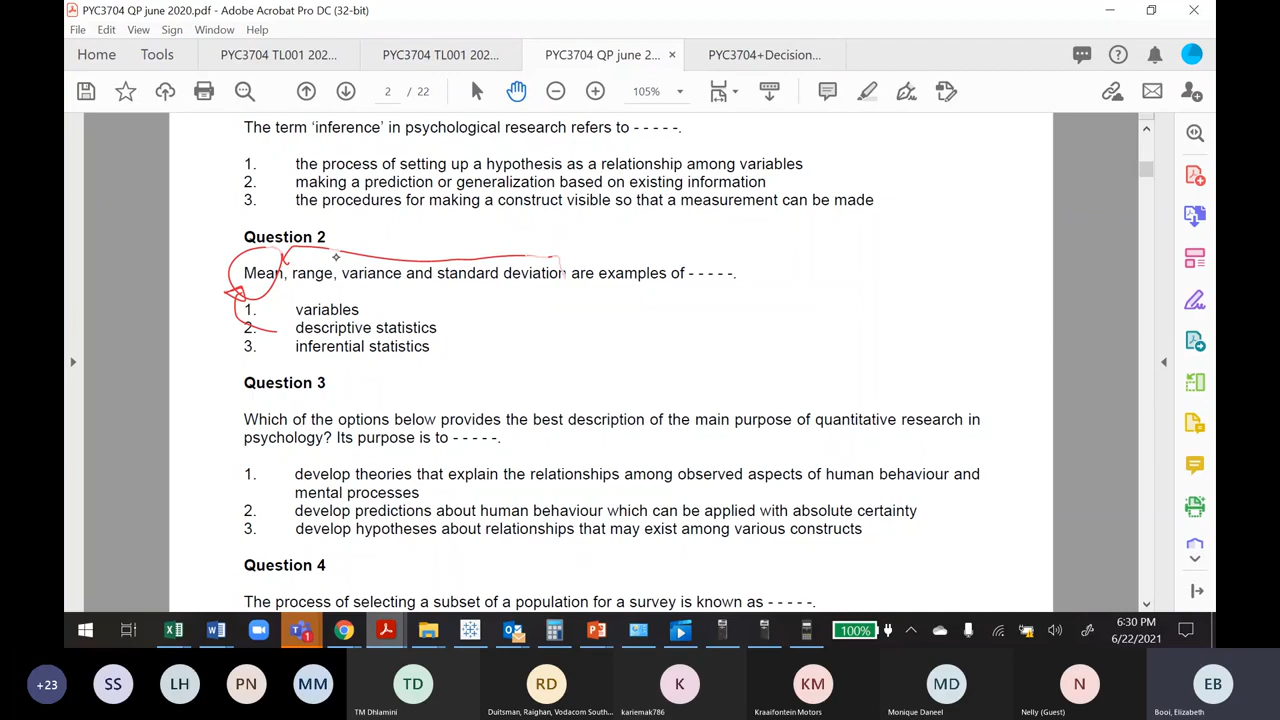 PYC3704 QP june 2020.pdf - Adobe Acrobat Pro DC (32-bit)
File Edit View Sign Window Help
Home Tools PYC3704 TL001 202... PYC3704 TL001 202... PYC3704 QP june 2... × PYC3704+Decision...
2 / 22 105%
The term ‘inference’ in psychological research refers to - - - - -.
1. the process of setting up a hypothesis as a relationship among variables
2. making a prediction or generalization based on existing information
3. the procedures for making a construct visible so that a measurement can be made
Question 2
Mean, range, variance and standard deviation are examples of - - - - -.
1. variables
2. descriptive statistics
3. inferential statistics
Question 3
Which of the options below provides the best description of the main purpose of quantitative research in
psychology? Its purpose is to - - - - -.
1. develop theories that explain the relationships among observed aspects of human behaviour and
mental processes
2. develop predictions about human behaviour which can be applied with absolute certainty
3. develop hypotheses about relationships that may exist among various constructs
Question 4
The process of selecting a subset of a population for a survey is known as - - - - -.
100% 6:30 PM
6/22/2021
+23 SS LH PN MM TD RD K KM MD N EB
TM Dhlamini Duitsman, Raighan, Vodacom South... kariemak786 Kraaifontein Motors Monique Daneel Nelly (Guest) Booi, Elizabeth